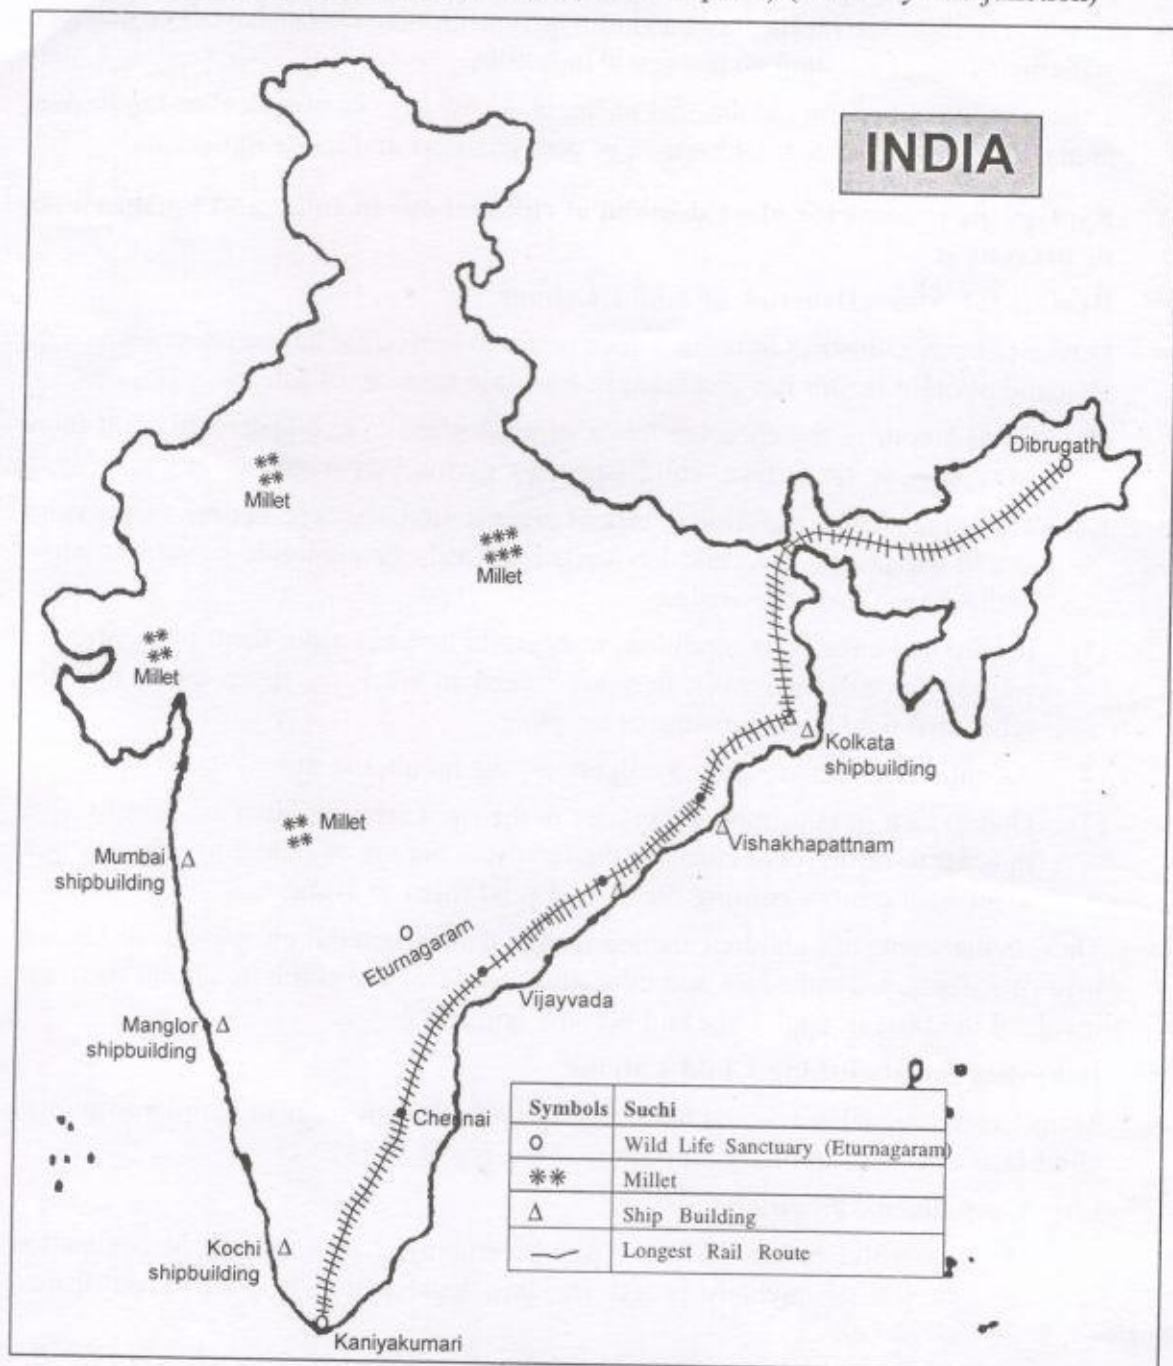 INDIA
Dibrugath
Millet
Millet
Millet
Kolkata
shipbuilding
Millet
Vishakhapattnam
Mumbai
shipbuilding
Eturnagaram
Vijayvada
Manglor
shipbuilding
Chennai
Symbols Suchi
O Wild Life Sanctuary (Eturnagaram)
** Millet
Δ Ship Building
Longest Rail Route
Kochi
shipbuilding
Kaniyakumari